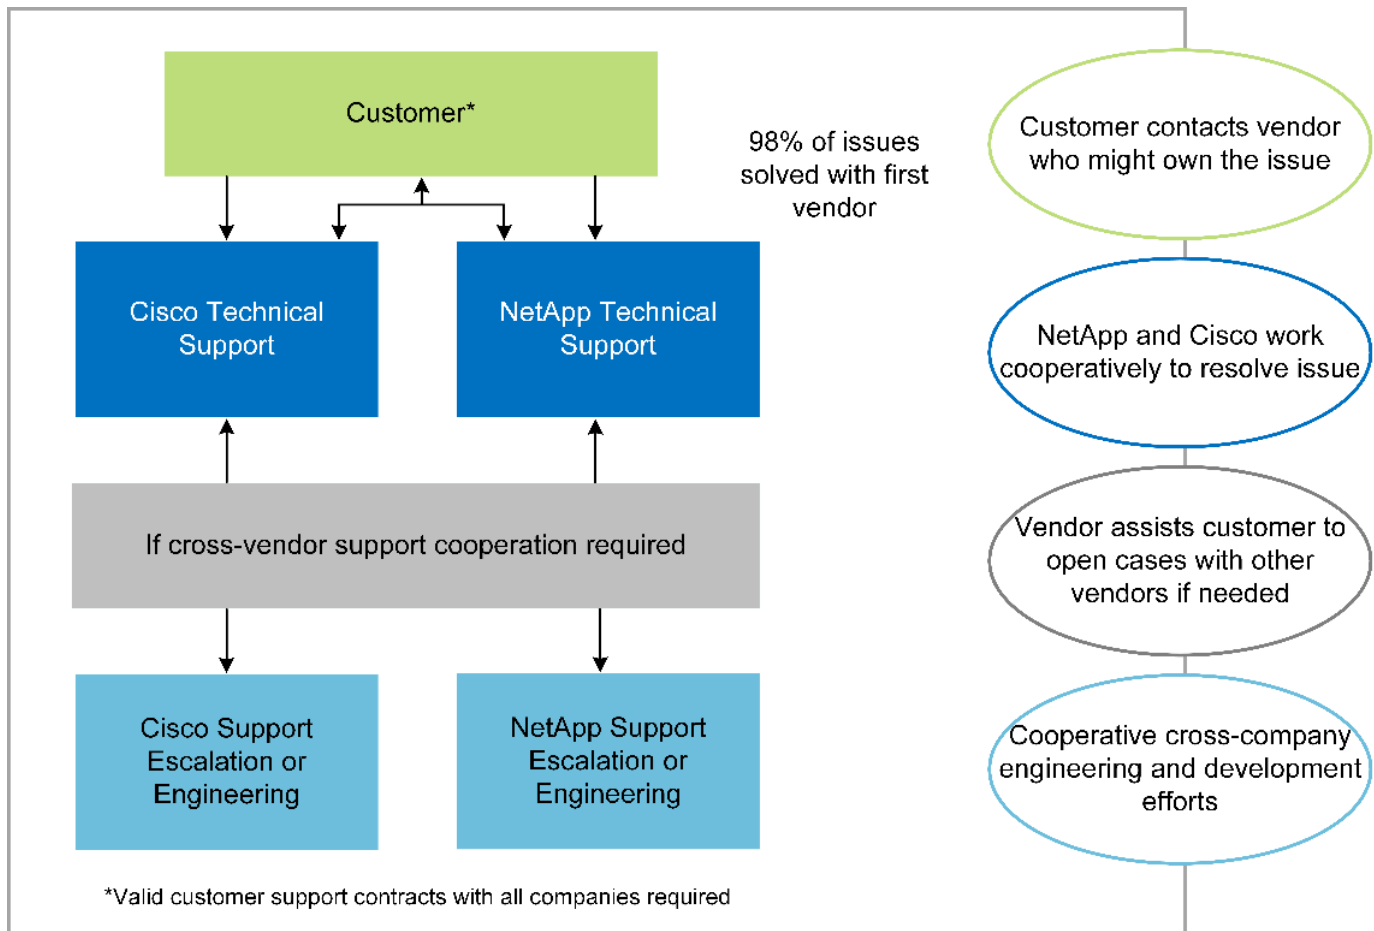 Customer*
98% of issues
solved with first
vendor
Customer contacts vendor
who might own the issue
Cisco Technical
Support
NetApp Technical
Support
NetApp and Cisco work
cooperatively to resolve issue
If cross-vendor support cooperation required
Vendor assists customer to
open cases with other
vendors if needed
Cisco Support
Escalation or
Engineering
NetApp Support
Escalation or
Engineering
Cooperative cross-company
engineering and development
efforts
*Valid customer support contracts with all companies required